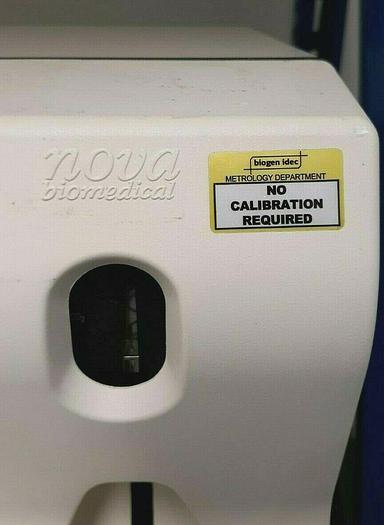 nova
biomedical
biogen idec
METROLOGY DEPARTMENT
NO
CALIBRATION
REQUIRED